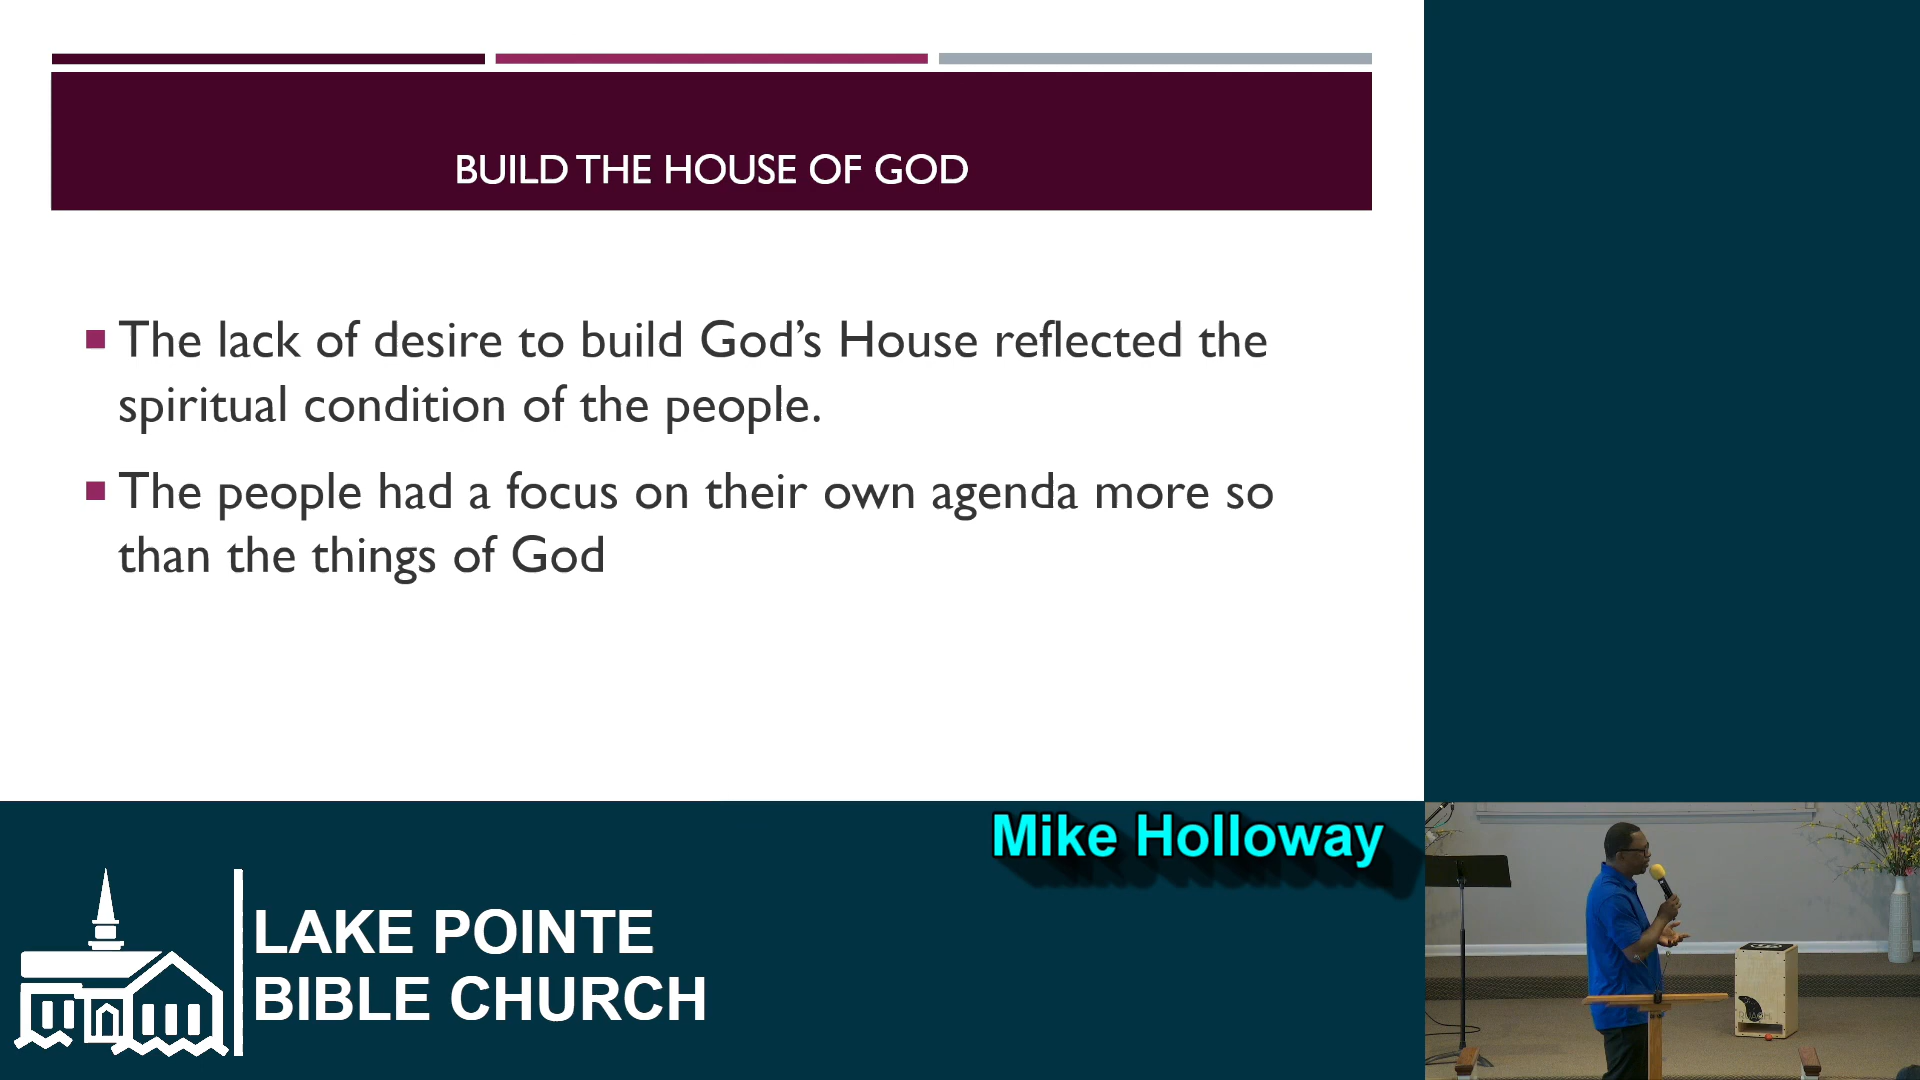 BUILD THE HOUSE OF GOD
The lack of desire to build God’s House reflected the
spiritual condition of the people.
The people had a focus on their own agenda more so
than the things of God
Mike Holloway
LAKE POINTE
BIBLE CHURCH